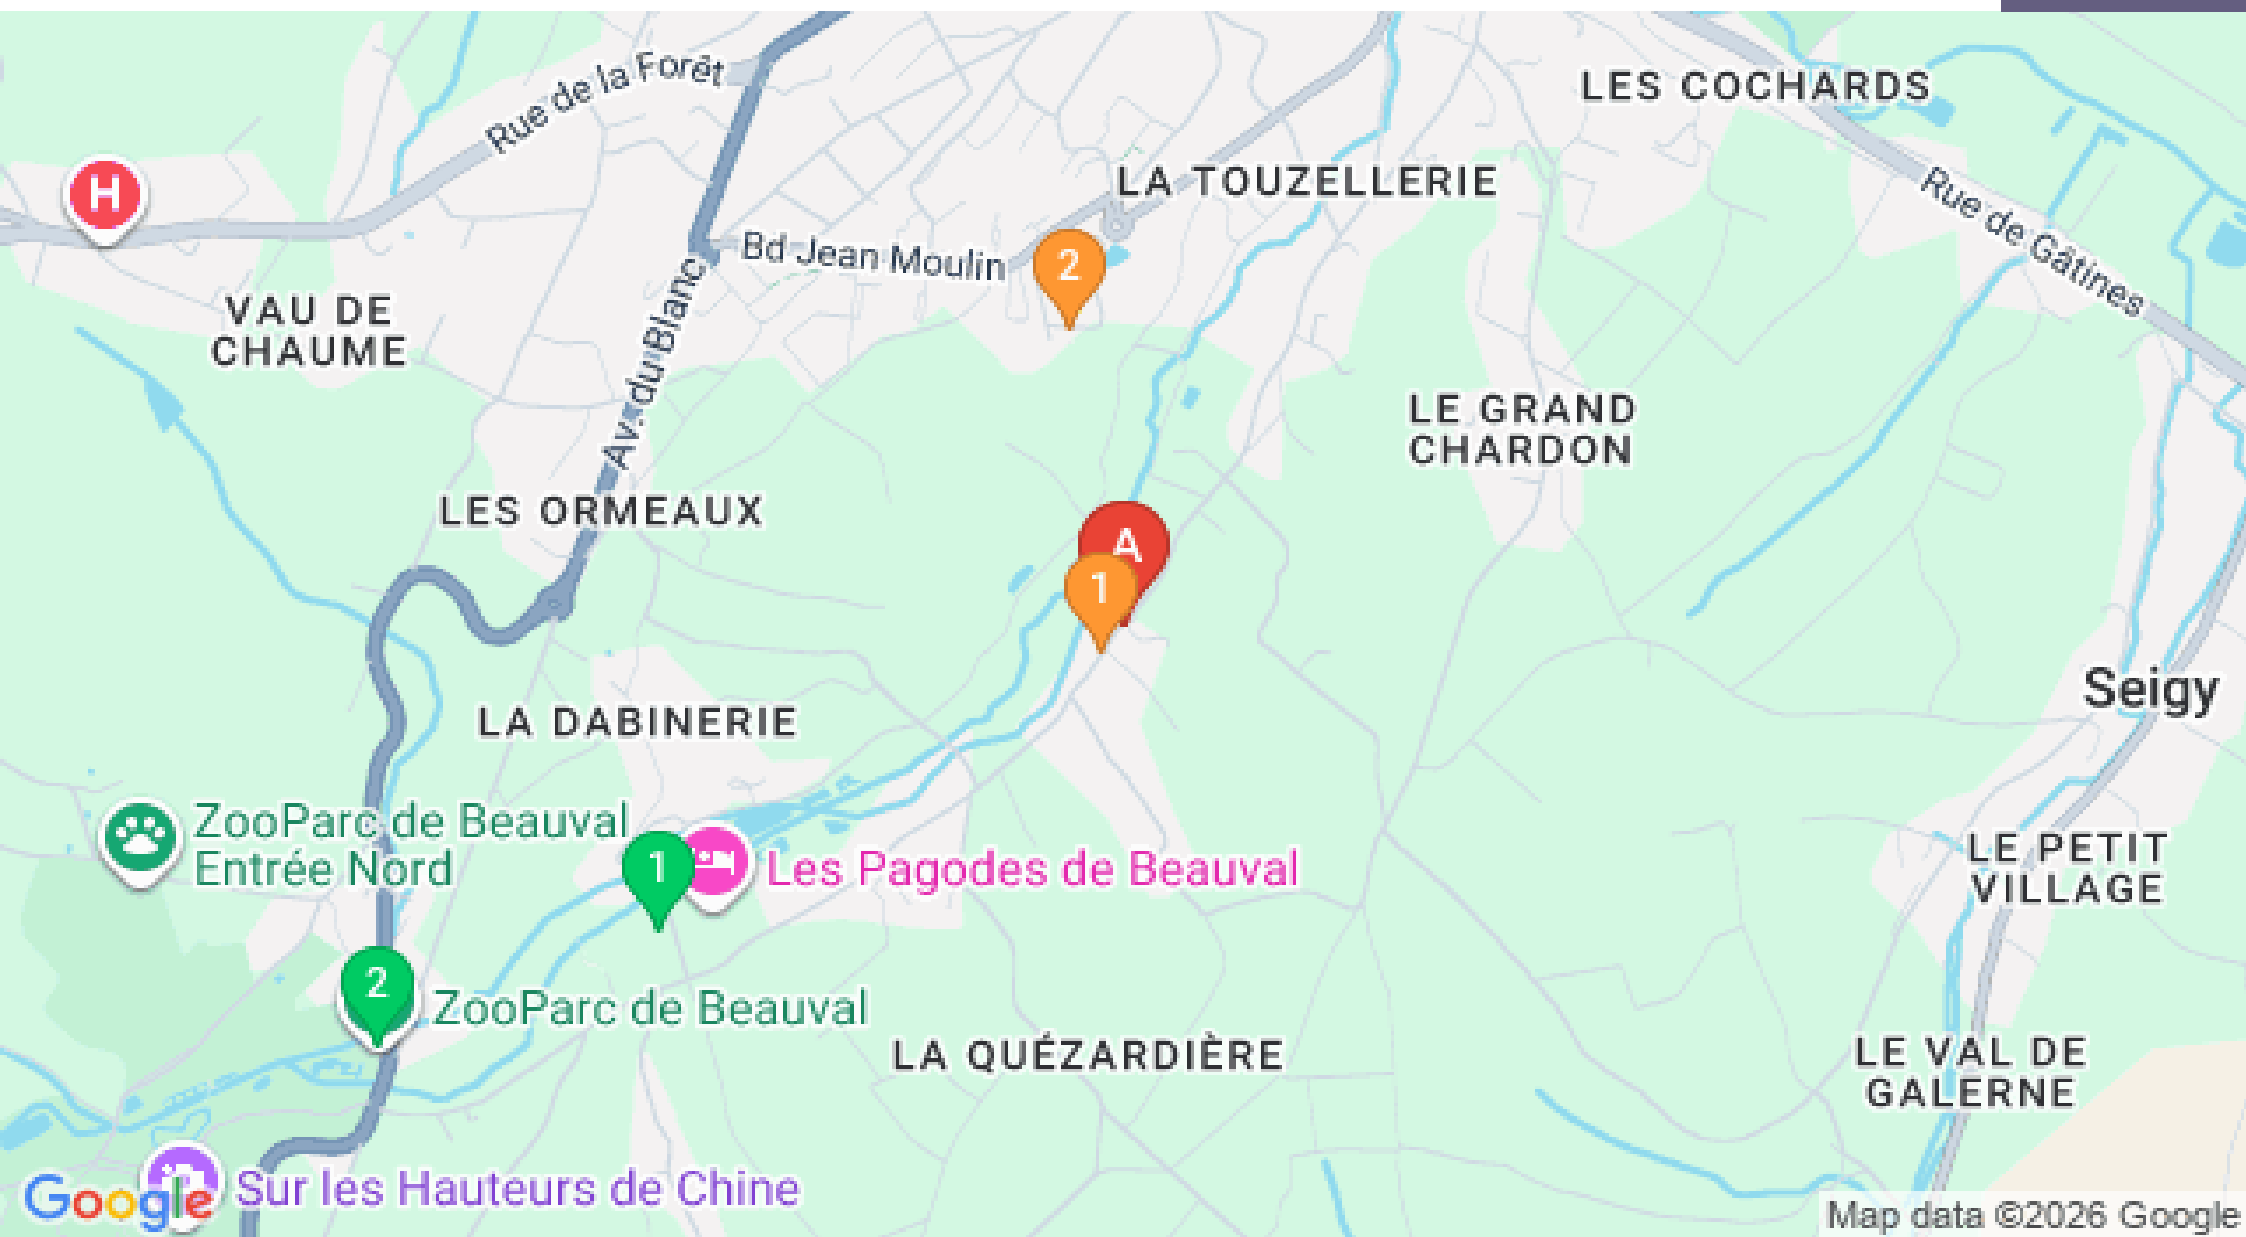 Rue de la Forêt
LES COCHARDS
H
LA TOUZELLERIE
Rue de Gâtines
Bd Jean Moulin
2
Av. du Blanc
VAU DE
CHAUME
LE GRAND
CHARDON
LES ORMEAUX
A
1
Seigy
LA DABINERIE
ZooParc de Beauval
Entrée Nord
1
Les Pagodes de Beauval
LE PETIT
VILLAGE
2
ZooParc de Beauval
LA QUÉZARDIÈRE
LE VAL DE
GALERNE
Sur les Hauteurs de Chine
Google
Map data ©2026 Google